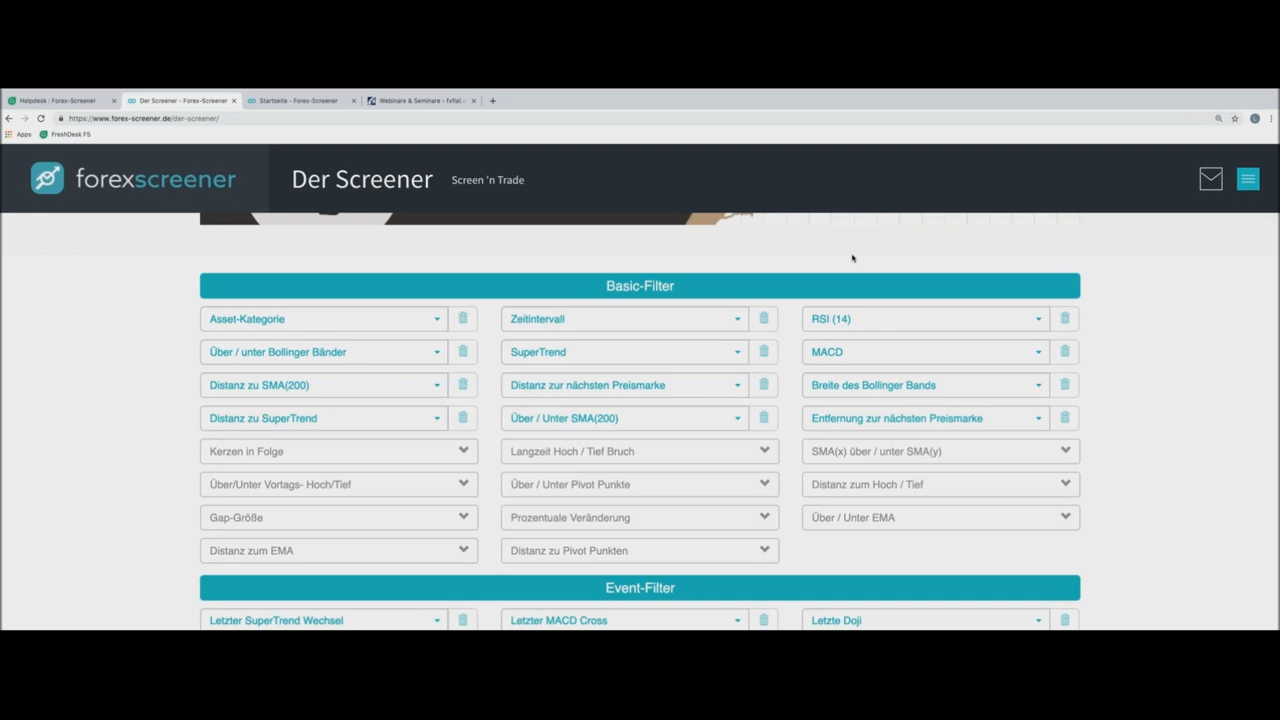 Helpdesk : Forex-Screener
Der Screener - Forex-Screener
Startseite - Forex-Screener
Webinare & Seminare - fxflat
https://www.forex-screener.de/der-screener/
Apps FreshDesk FS
forexscreener Der Screener Screen 'n Trade
Basic-Filter
Asset-Kategorie Zeitintervall RSI (14)
Über / unter Bollinger Bänder SuperTrend MACD
Distanz zu SMA(200) Distanz zur nächsten Preismarke Breite des Bollinger Bands
Distanz zu SuperTrend Über / Unter SMA(200) Entfernung zur nächsten Preismarke
Kerzen in Folge Langzeit Hoch / Tief Bruch SMA(x) über / unter SMA(y)
Über/Unter Vortags- Hoch/Tief Über / Unter Pivot Punkte Distanz zum Hoch / Tief
Gap-Größe Prozentuale Veränderung Über / Unter EMA
Distanz zum EMA Distanz zu Pivot Punkten
Event-Filter
Letzter SuperTrend Wechsel Letzter MACD Cross Letzte Doji